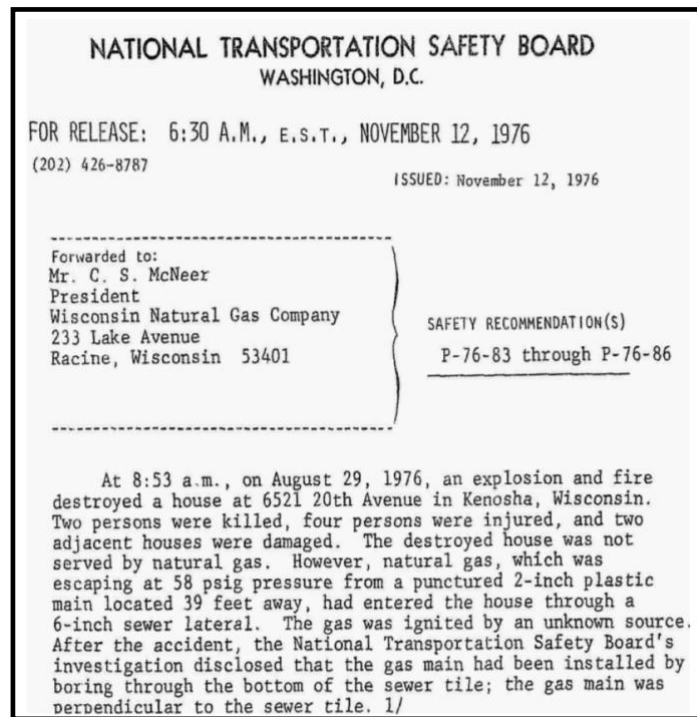 NATIONAL TRANSPORTATION SAFETY BOARD
WASHINGTON, D.C.
FOR RELEASE: 6:30 A.M., E.S.T., NOVEMBER 12, 1976
(202) 426-8787
ISSUED: November 12, 1976
Forwarded to:
Mr. C. S. McNeer
President
Wisconsin Natural Gas Company
233 Lake Avenue
Racine, Wisconsin 53401
SAFETY RECOMMENDATION(S)
P-76-83 through P-76-86
At 8:53 a.m., on August 29, 1976, an explosion and fire
destroyed a house at 6521 20th Avenue in Kenosha, Wisconsin.
Two persons were killed, four persons were injured, and two
adjacent houses were damaged. The destroyed house was not
served by natural gas. However, natural gas, which was
escaping at 58 psig pressure from a punctured 2-inch plastic
main located 39 feet away, had entered the house through a
6-inch sewer lateral. The gas was ignited by an unknown source.
After the accident, the National Transportation Safety Board's
investigation disclosed that the gas main had been installed by
boring through the bottom of the sewer tile; the gas main was
perpendicular to the sewer tile. 1/